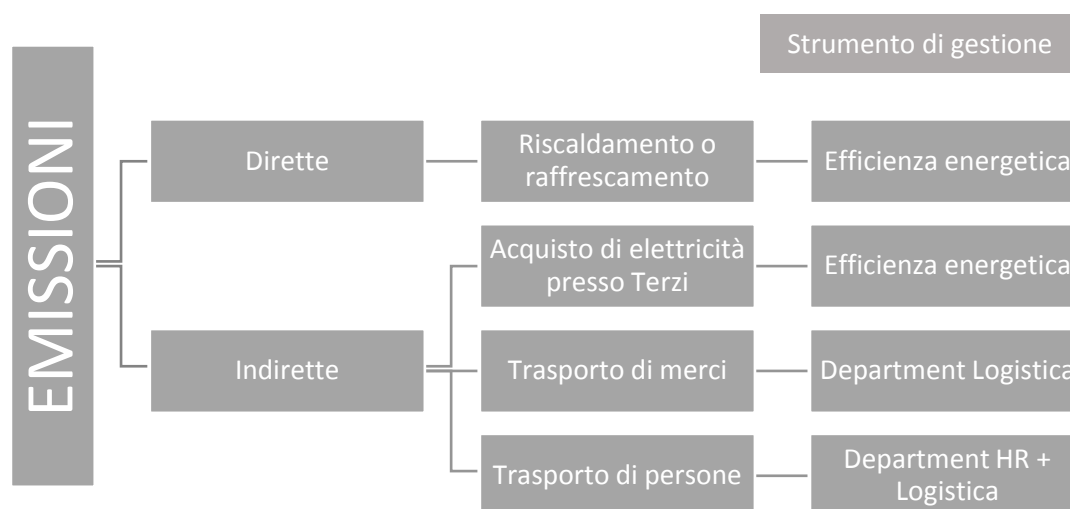 Strumento di gestione
EMISSIONI
Dirette
Riscaldamento o
raffrescamento
Efficienza energetica
Acquisto di elettricità
presso Terzi
Efficienza energetica
Indirette
Trasporto di merci
Department Logistica
Trasporto di persone
Department HR +
Logistica